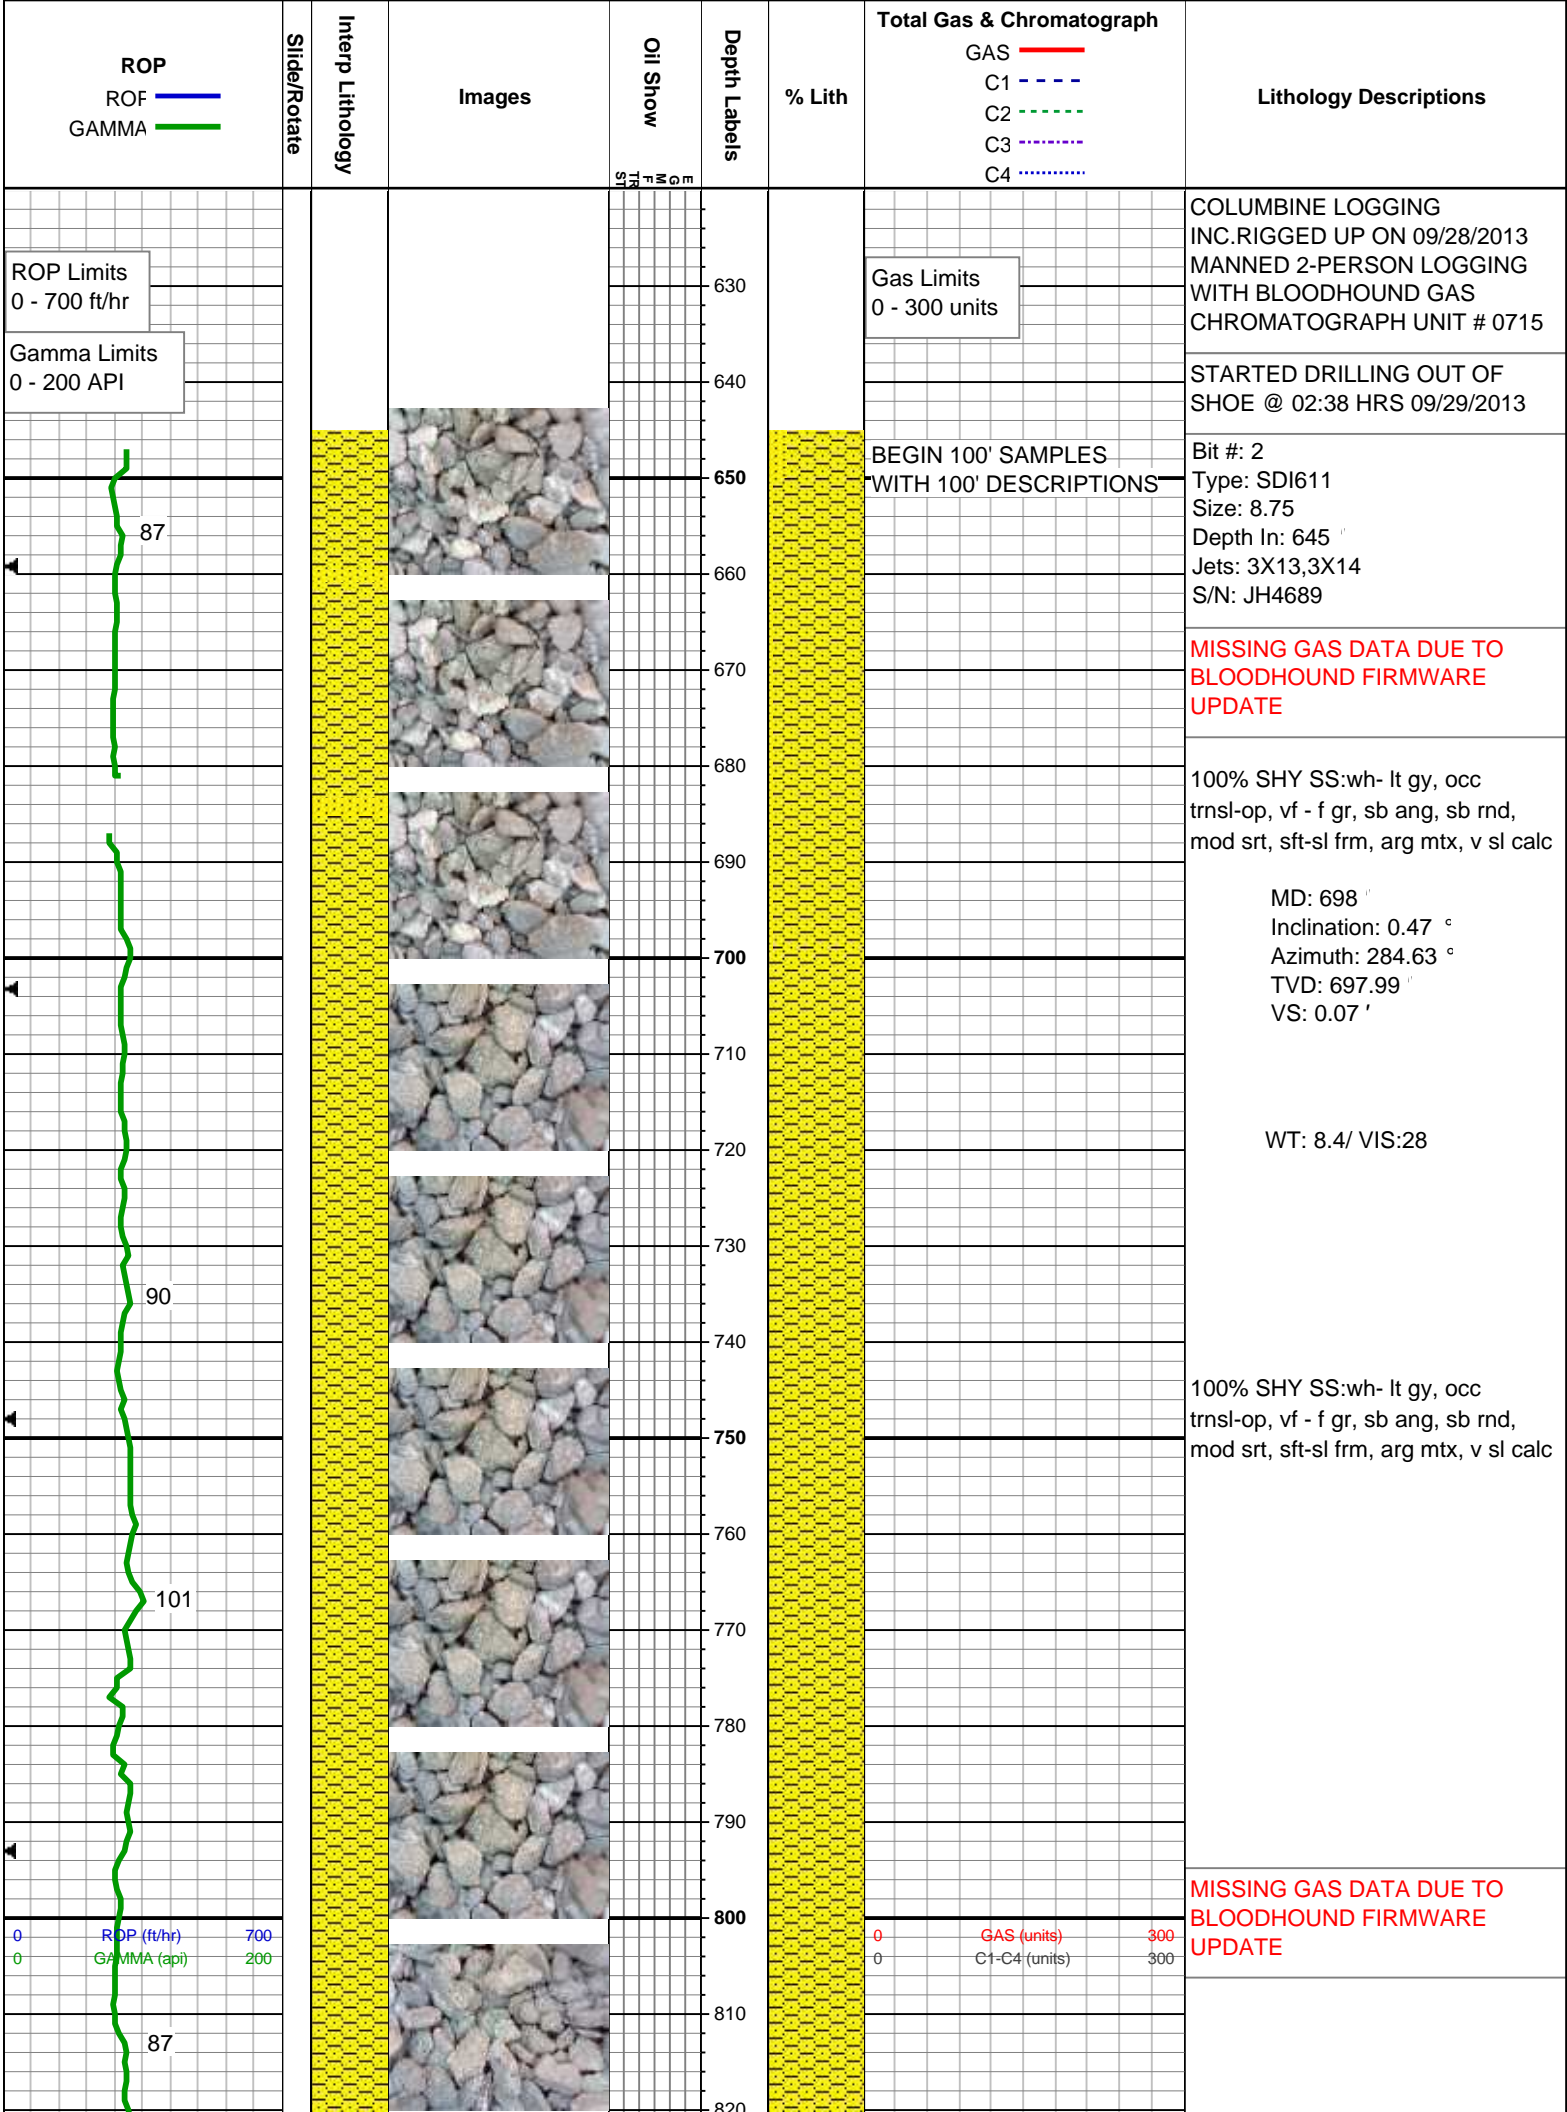 ROP
ROP
GAMMA
Slide/Rotate
Interp Lithology
Images
Oil Show
ST
TR
F
M
G
E
Depth Labels
% Lith
Total Gas & Chromatograph
GAS
C1
C2
C3
C4
Lithology Descriptions
ROP Limits
0 - 700 ft/hr
Gamma Limits
0 - 200 API
87
90
101
0 ROP (ft/hr) 700
0 GAMMA (api) 200
87
630
640
650
660
670
680
690
700
710
720
730
740
750
760
770
780
790
800
810
820
Gas Limits
0 - 300 units
BEGIN 100' SAMPLES
WITH 100' DESCRIPTIONS
0 GAS (units) 300
0 C1-C4 (units) 300
COLUMBINE LOGGING
INC.RIGGED UP ON 09/28/2013
MANNED 2-PERSON LOGGING
WITH BLOODHOUND GAS
CHROMATOGRAPH UNIT # 0715
STARTED DRILLING OUT OF
SHOE @ 02:38 HRS 09/29/2013
Bit #: 2
Type: SDI611
Size: 8.75
Depth In: 645 '
Jets: 3X13,3X14
S/N: JH4689
MISSING GAS DATA DUE TO
BLOODHOUND FIRMWARE
UPDATE
100% SHY SS:wh- lt gy, occ
trnsl-op, vf - f gr, sb ang, sb rnd,
mod srt, sft-sl frm, arg mtx, v sl calc
MD: 698 '
Inclination: 0.47 °
Azimuth: 284.63 °
TVD: 697.99 '
VS: 0.07 '
WT: 8.4/ VIS:28
100% SHY SS:wh- lt gy, occ
trnsl-op, vf - f gr, sb ang, sb rnd,
mod srt, sft-sl frm, arg mtx, v sl calc
MISSING GAS DATA DUE TO
BLOODHOUND FIRMWARE
UPDATE